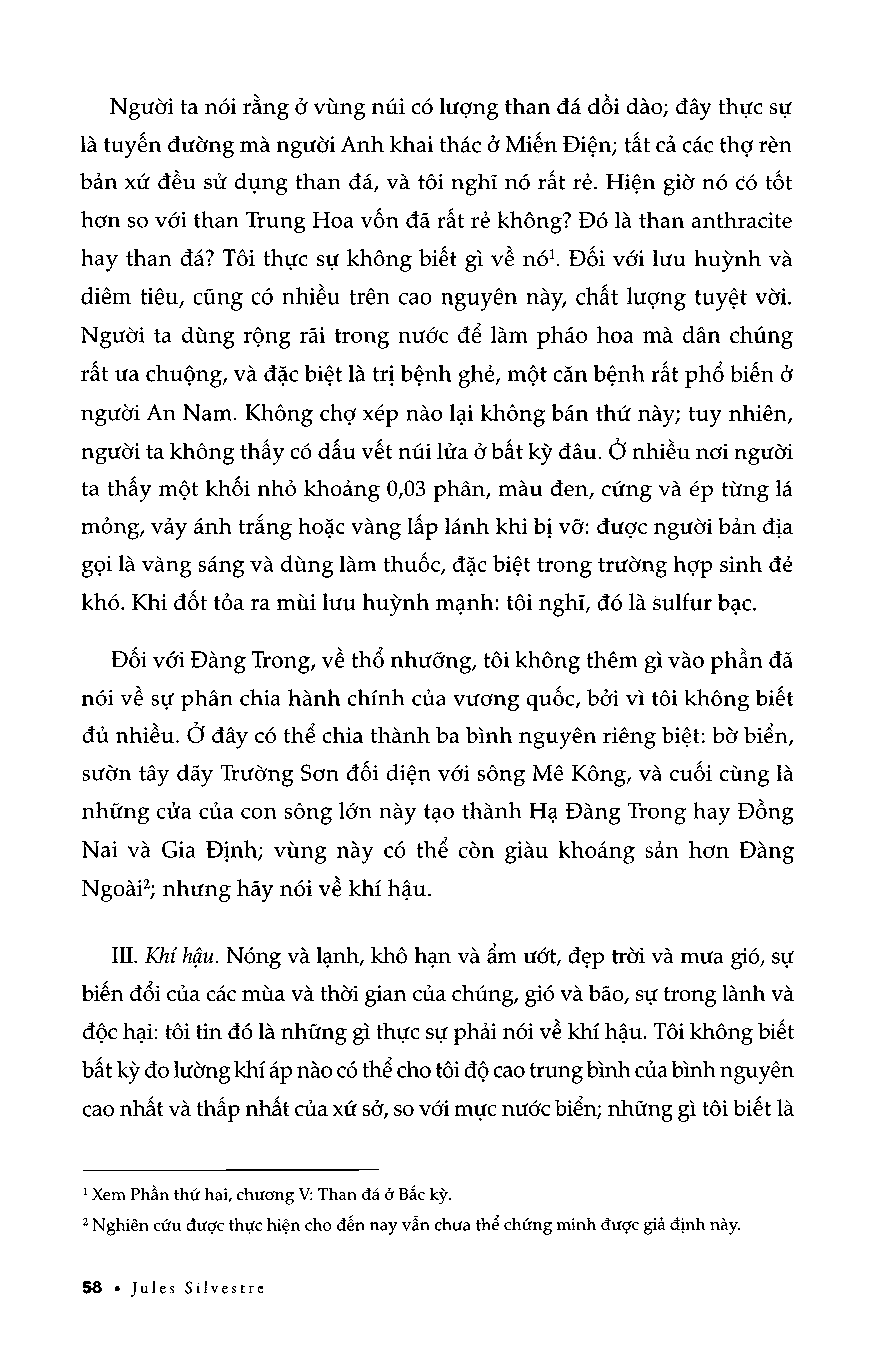 Người ta nói rằng ở vùng núi có lượng than đá dồi dào; đây thực sự
là tuyến đường mà người Anh khai thác ở Miến Điện; tất cả các thợ rèn
bản xứ đều sử dụng than đá, và tôi nghĩ nó rất rẻ. Hiện giờ nó có tốt
hơn so với than Trung Hoa vốn đã rất rẻ không? Đó là than anthracite
hay than đá? Tôi thực sự không biết gì về nó¹. Đối với lưu huỳnh và
diêm tiêu, cũng có nhiều trên cao nguyên này, chất lượng tuyệt vời.
Người ta dùng rộng rãi trong nước để làm pháo hoa mà dân chúng
rất ưa chuộng, và đặc biệt là trị bệnh ghẻ, một căn bệnh rất phổ biến ở
người An Nam. Không chợ xép nào lại không bán thứ này; tuy nhiên,
người ta không thấy có dấu vết núi lửa ở bất kỳ đâu. Ở nhiều nơi người
ta thấy một khối nhỏ khoảng 0,03 phân, màu đen, cứng và ép từng lá
mỏng, vảy ánh trắng hoặc vàng lấp lánh khi bị vỡ: được người bản địa
gọi là vàng sáng và dùng làm thuốc, đặc biệt trong trường hợp sinh đẻ
khó. Khi đốt tỏa ra mùi lưu huỳnh mạnh: tôi nghĩ, đó là sulfur bạc.
Đối với Đàng Trong, về thổ nhưỡng, tôi không thêm gì vào phần đã
nói về sự phân chia hành chính của vương quốc, bởi vì tôi không biết
đủ nhiều. Ở đây có thể chia thành ba bình nguyên riêng biệt: bờ biển,
sườn tây dãy Trường Sơn đối diện với sông Mê Kông, và cuối cùng là
những cửa của con sông lớn này tạo thành Hạ Đàng Trong hay Đồng
Nai và Gia Định; vùng này có thể còn giàu khoáng sản hơn Đàng
Ngoài²; nhưng hãy nói về khí hậu.
III. Khí hậu. Nóng và lạnh, khô hạn và ẩm ướt, đẹp trời và mưa gió, sự
biến đổi của các mùa và thời gian của chúng, gió và bão, sự trong lành và
độc hại: tôi tin đó là những gì thực sự phải nói về khí hậu. Tôi không biết
bất kỳ đo lường khí áp nào có thể cho tôi độ cao trung bình của bình nguyên
cao nhất và thấp nhất của xứ sở, so với mực nước biển; những gì tôi biết là
¹ Xem Phần thứ hai, chương V: Than đá ở Bắc kỳ.
² Nghiên cứu được thực hiện cho đến nay vẫn chưa thể chứng minh được giả định này.
58 • Jules Silvestre